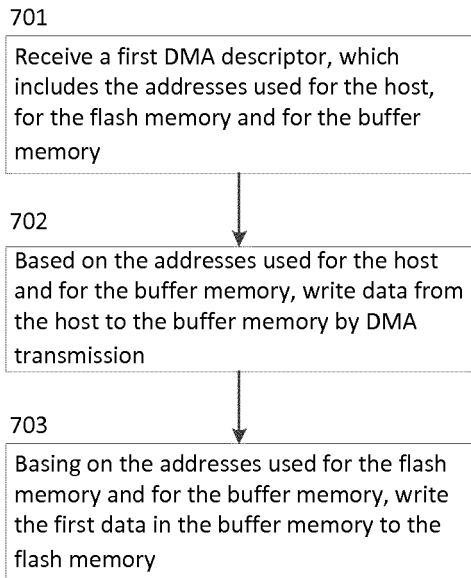 701
Receive a first DMA descriptor, which
includes the addresses used for the host,
for the flash memory and for the buffer
memory
702
Based on the addresses used for the host
and for the buffer memory, write data from
the host to the buffer memory by DMA
transmission
703
Basing on the addresses used for the flash
memory and for the buffer memory, write
the first data in the buffer memory to the
flash memory